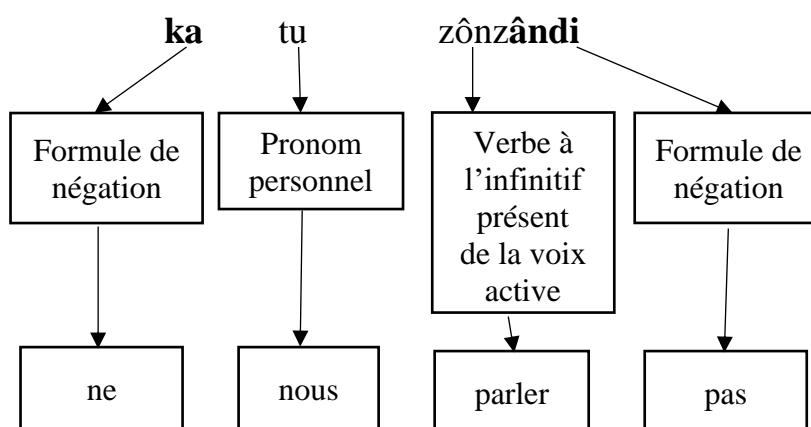 ka tu zônzândi
Formule de
négation
Pronom
personnel
Verbe à
l’infinitif
présent
de la voix
active
Formule de
négation
ne
nous
parler
pas